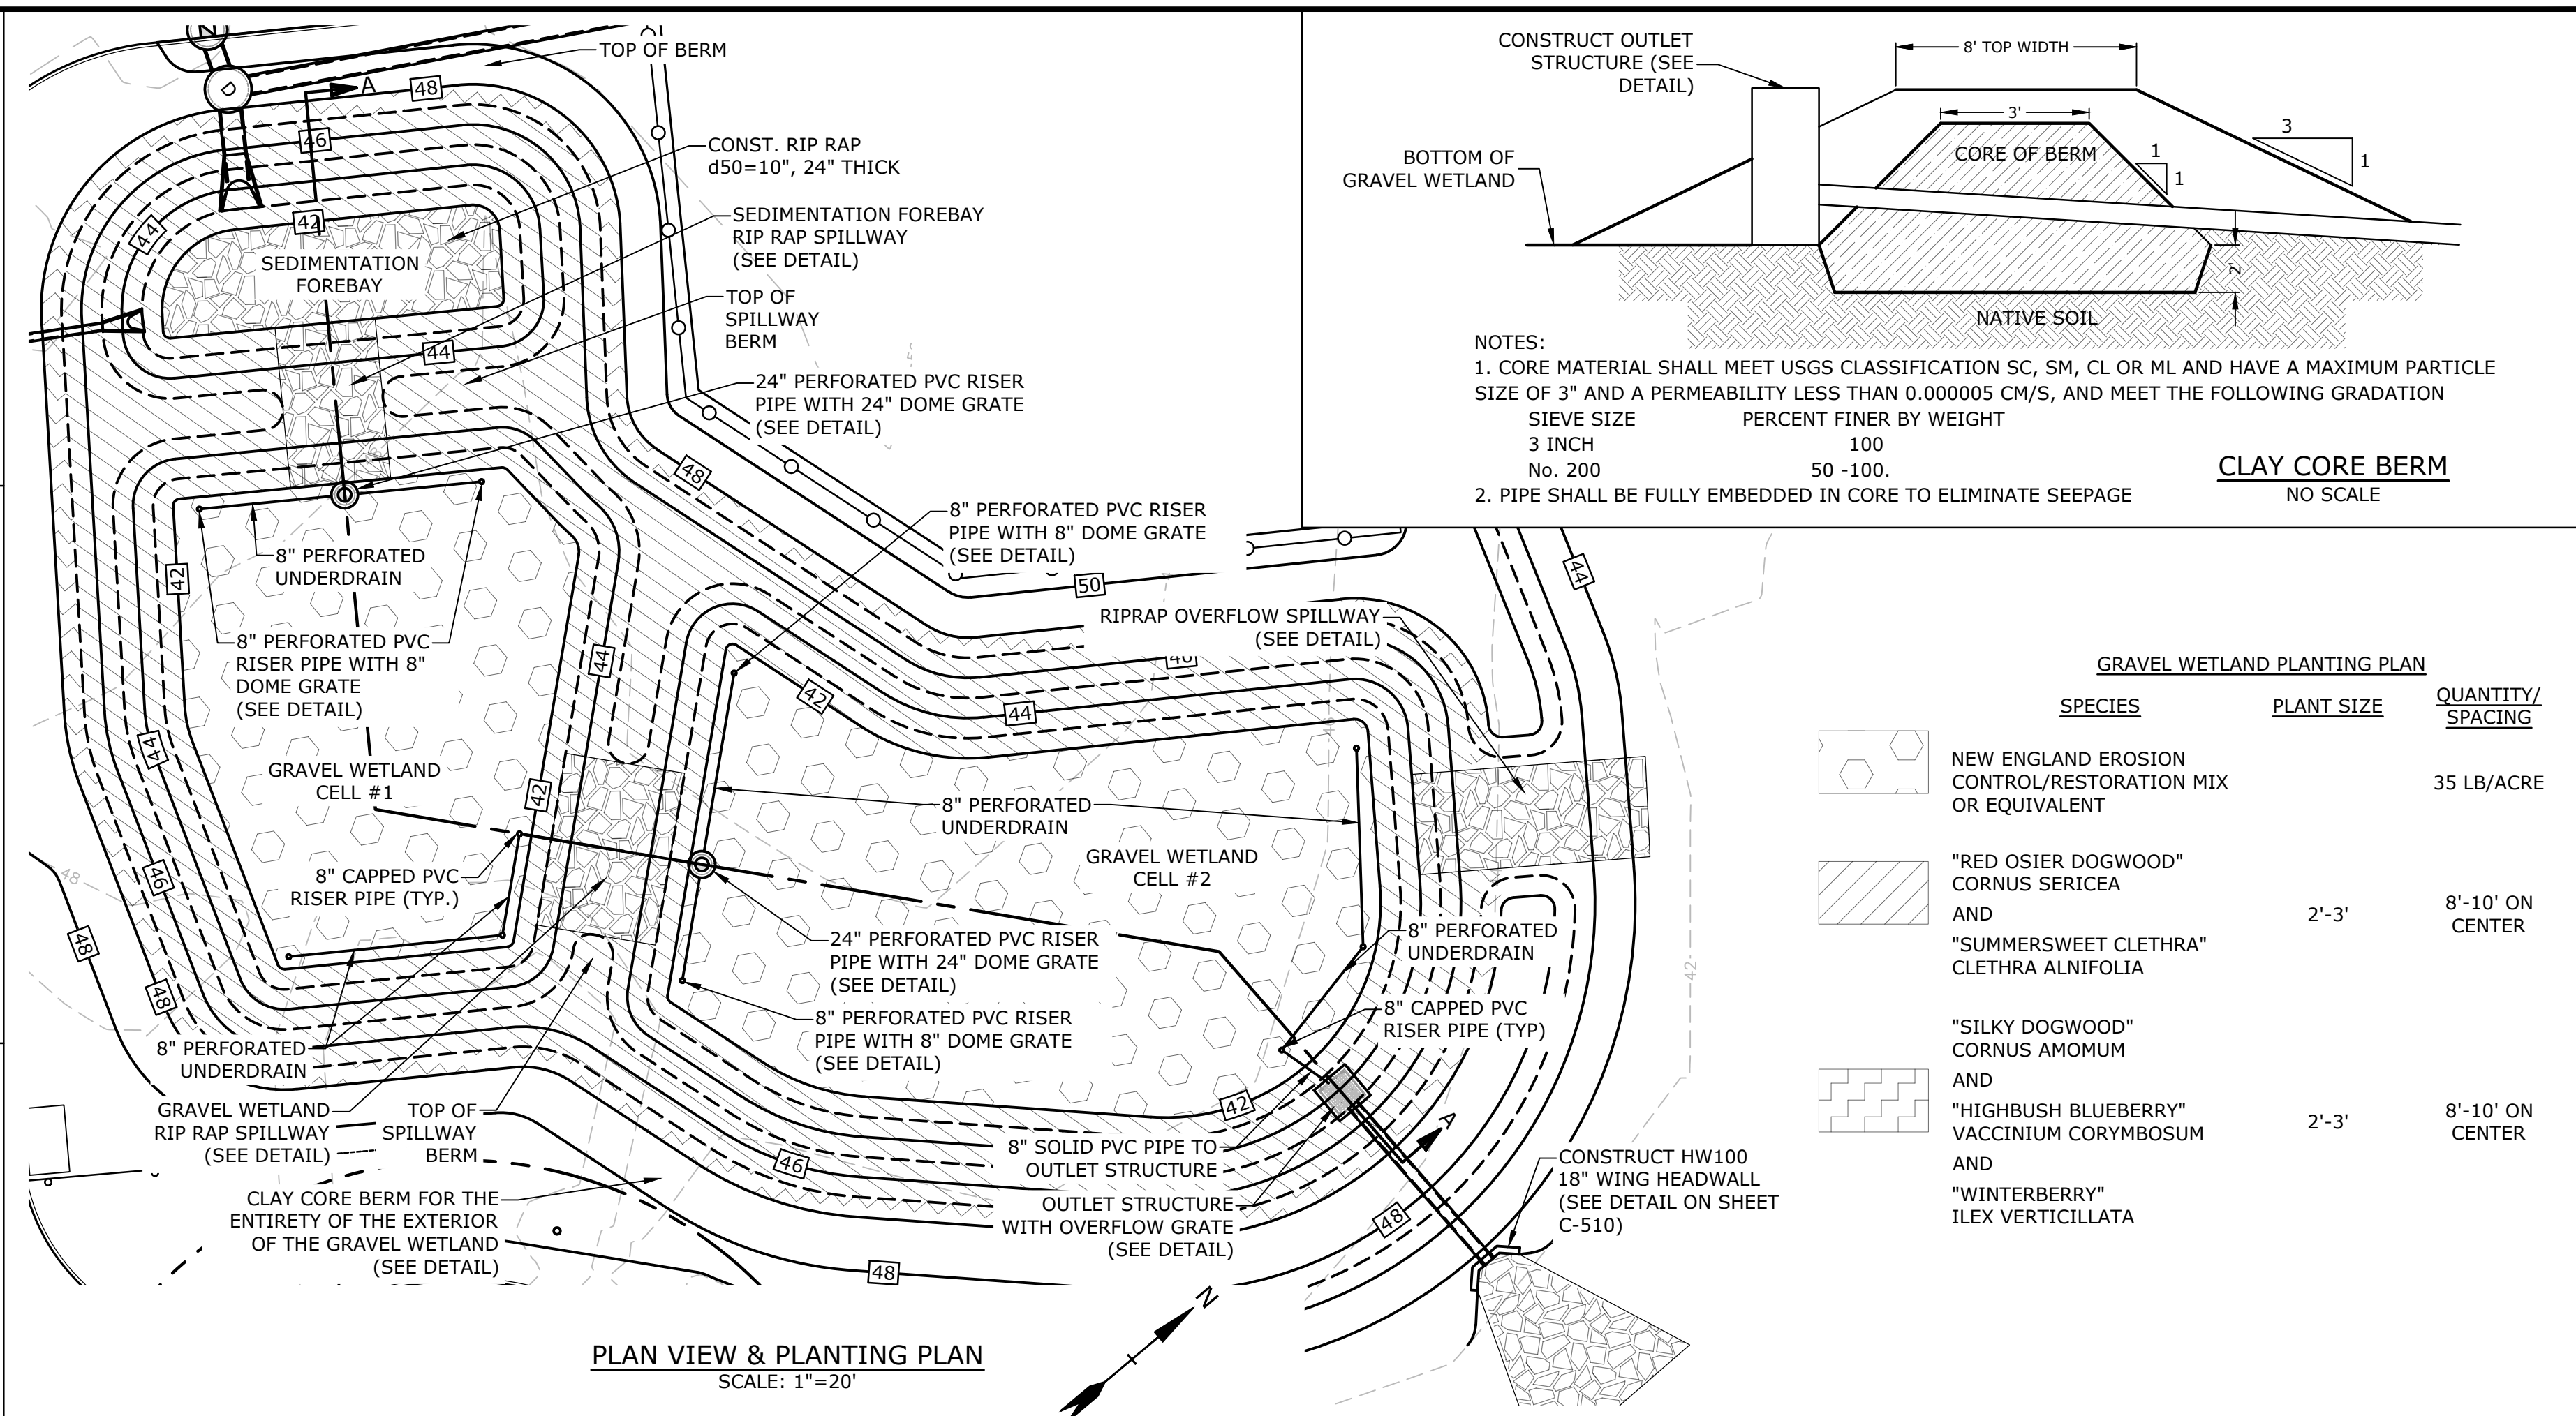 TOP OF BERM
A
48
46
CONST. RIP RAP
d50=10", 24" THICK
D
44
42
SEDIMENTATION FOREBAY
RIP RAP SPILLWAY
(SEE DETAIL)
SEDIMENTATION
FOREBAY
TOP OF
SPILLWAY
BERM
44
24" PERFORATED PVC RISER
PIPE WITH 24" DOME GRATE
(SEE DETAIL)
48
8" PERFORATED PVC RISER
PIPE WITH 8" DOME GRATE
(SEE DETAIL)
8" PERFORATED
UNDERDRAIN
42
50
44
RIPRAP OVERFLOW SPILLWAY
(SEE DETAIL)
8" PERFORATED PVC
RISER PIPE WITH 8"
DOME GRATE
(SEE DETAIL)
44
46
42
44
44
GRAVEL WETLAND
CELL #1
42
8" PERFORATED
UNDERDRAIN
GRAVEL WETLAND
CELL #2
48
46
8" CAPPED PVC
RISER PIPE (TYP.)
48
24" PERFORATED PVC RISER
PIPE WITH 24" DOME GRATE
(SEE DETAIL)
8" PERFORATED
UNDERDRAIN
42
48
8" PERFORATED PVC RISER
PIPE WITH 8" DOME GRATE
(SEE DETAIL)
8" CAPPED PVC
RISER PIPE (TYP)
8" PERFORATED
UNDERDRAIN
42
A
GRAVEL WETLAND
RIP RAP SPILLWAY
(SEE DETAIL)
TOP OF
SPILLWAY
BERM
46
8" SOLID PVC PIPE TO
OUTLET STRUCTURE
CONSTRUCT HW100
18" WING HEADWALL
(SEE DETAIL ON SHEET
C-510)
CLAY CORE BERM FOR THE
ENTIRETY OF THE EXTERIOR
OF THE GRAVEL WETLAND
(SEE DETAIL)
OUTLET STRUCTURE
WITH OVERFLOW GRATE
(SEE DETAIL)
48
48
N
PLAN VIEW & PLANTING PLAN
SCALE: 1"=20'
CONSTRUCT OUTLET
STRUCTURE (SEE
DETAIL)
8' TOP WIDTH
3'
CORE OF BERM
1
1
3
1
BOTTOM OF
GRAVEL WETLAND
2'
NATIVE SOIL
NOTES:
1. CORE MATERIAL SHALL MEET USGS CLASSIFICATION SC, SM, CL OR ML AND HAVE A MAXIMUM PARTICLE
SIZE OF 3" AND A PERMEABILITY LESS THAN 0.000005 CM/S, AND MEET THE FOLLOWING GRADATION
SIEVE SIZE PERCENT FINER BY WEIGHT
3 INCH 100
No. 200 50 -100.
2. PIPE SHALL BE FULLY EMBEDDED IN CORE TO ELIMINATE SEEPAGE
CLAY CORE BERM
NO SCALE
GRAVEL WETLAND PLANTING PLAN
SPECIES PLANT SIZE QUANTITY/
SPACING
NEW ENGLAND EROSION
CONTROL/RESTORATION MIX
OR EQUIVALENT
35 LB/ACRE
"RED OSIER DOGWOOD"
CORNUS SERICEA
AND
"SUMMERSWEET CLETHRA"
CLETHRA ALNIFOLIA
2'-3'
8'-10' ON
CENTER
"SILKY DOGWOOD"
CORNUS AMOMUM
AND
"HIGHBUSH BLUEBERRY"
VACCINIUM CORYMBOSUM
AND
"WINTERBERRY"
ILEX VERTICILLATA
2'-3'
8'-10' ON
CENTER